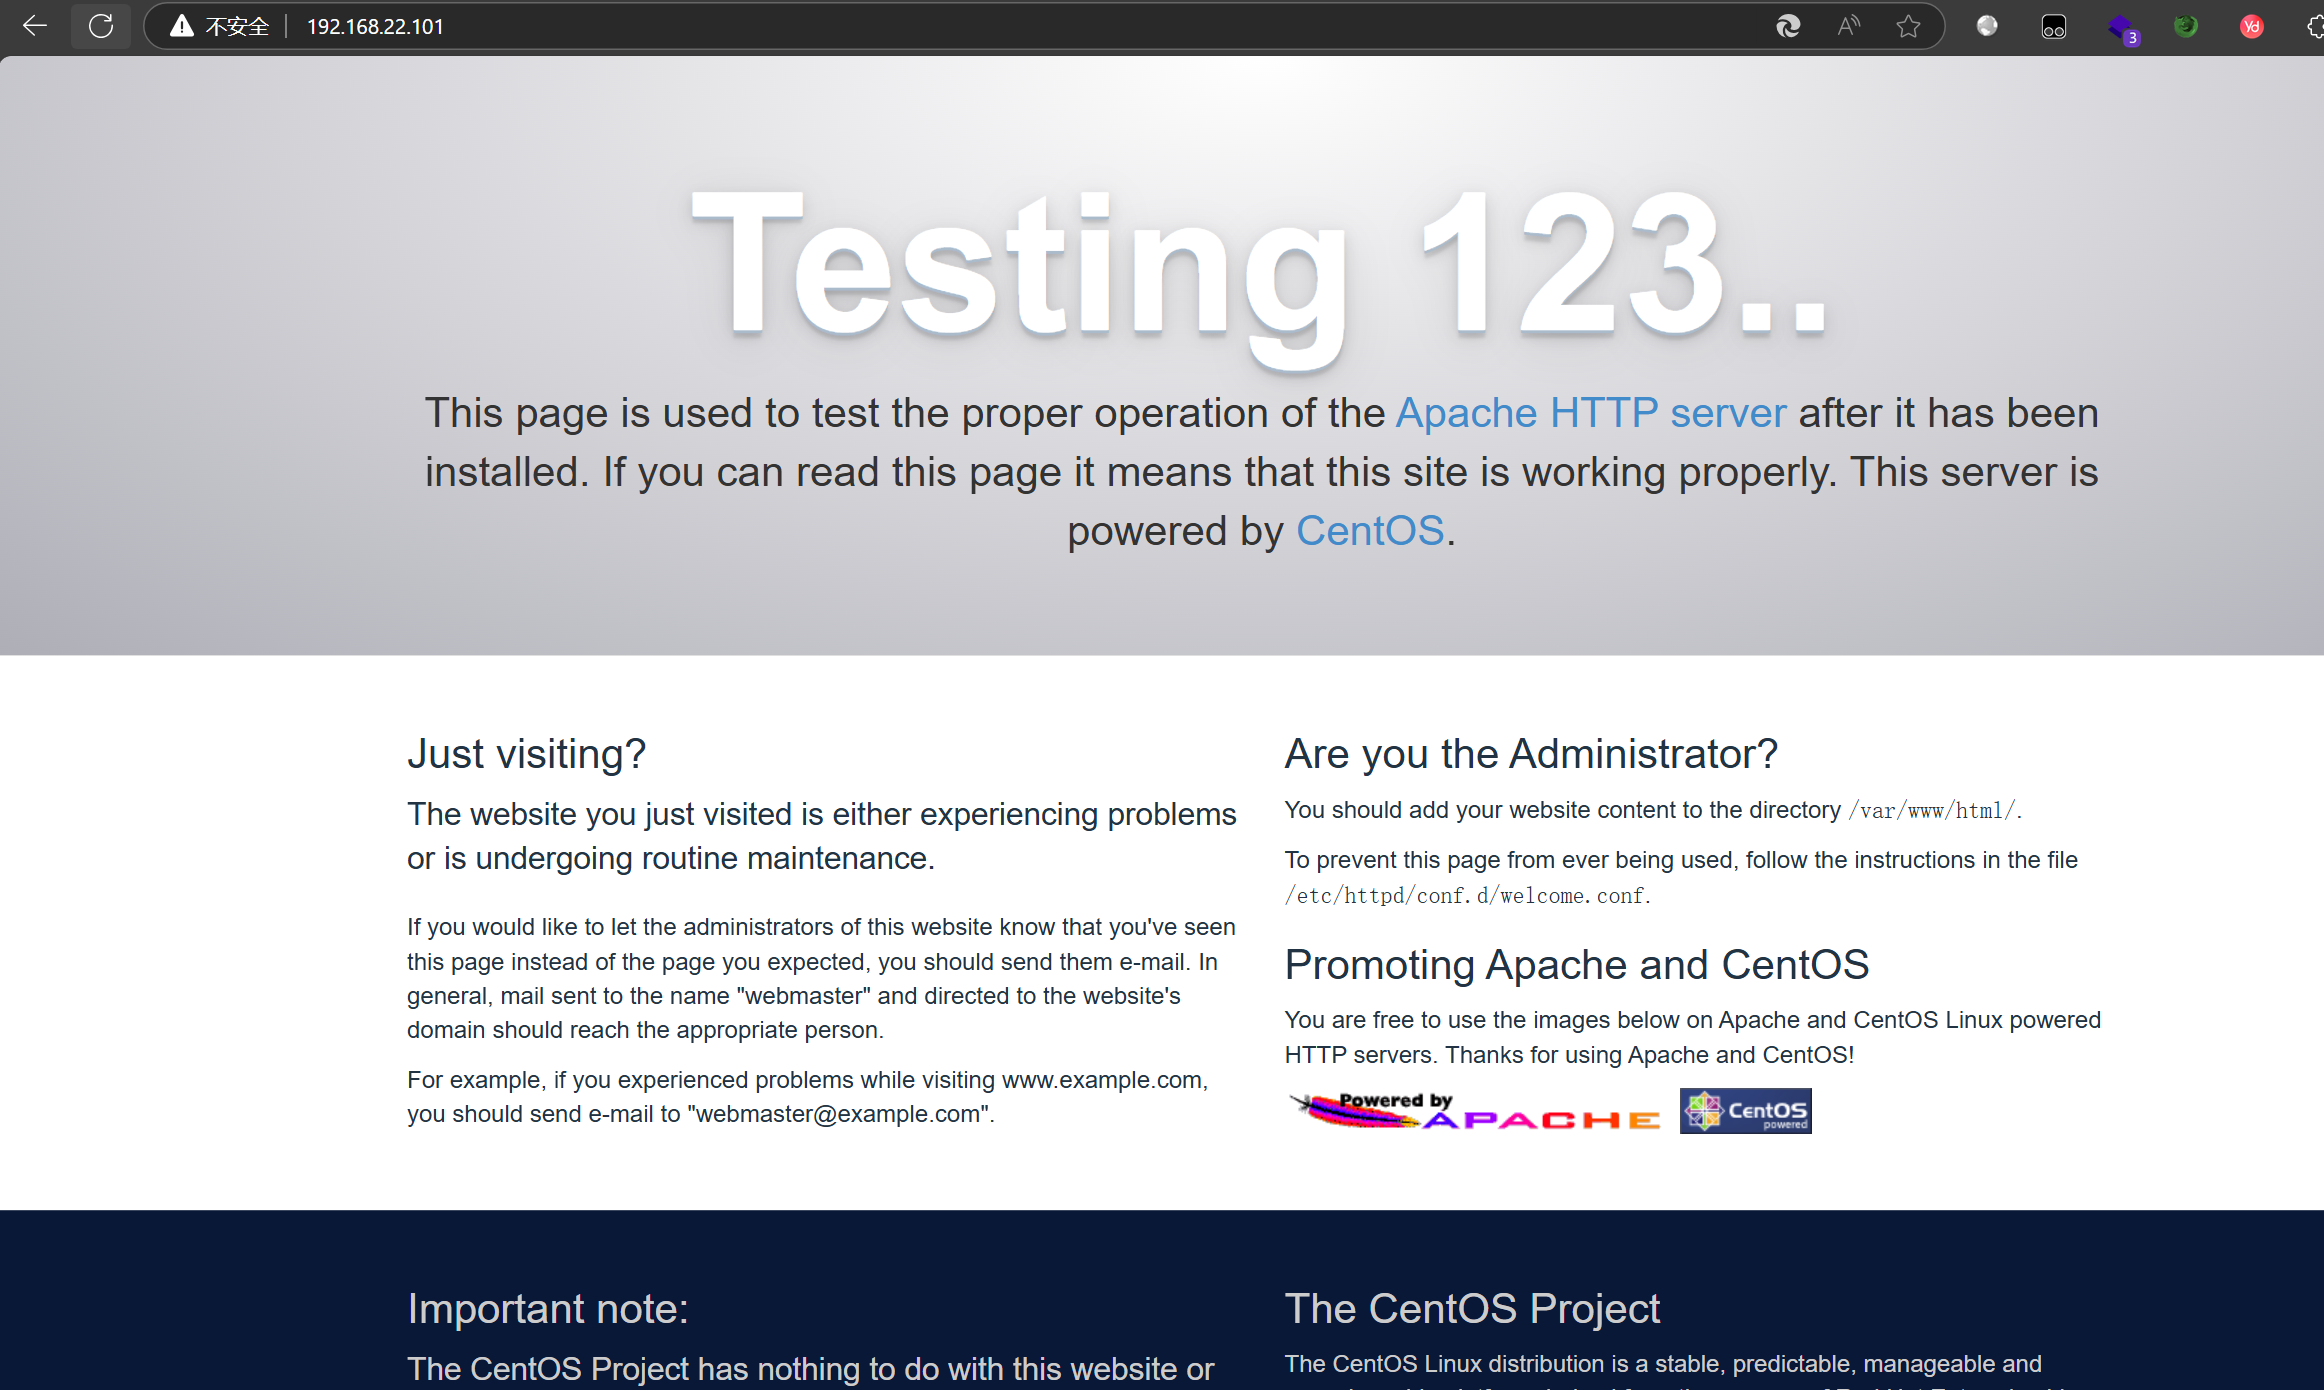 不安全 192.168.22.101
3
Yd
Testing 123..
This page is used to test the proper operation of the Apache HTTP server after it has been
installed. If you can read this page it means that this site is working properly. This server is
powered by CentOS.
Just visiting?
The website you just visited is either experiencing problems
or is undergoing routine maintenance.
If you would like to let the administrators of this website know that you've seen
this page instead of the page you expected, you should send them e-mail. In
general, mail sent to the name "webmaster" and directed to the website's
domain should reach the appropriate person.
For example, if you experienced problems while visiting www.example.com,
you should send e-mail to "webmaster@example.com".
Are you the Administrator?
You should add your website content to the directory /var/www/html/.
To prevent this page from ever being used, follow the instructions in the file
/etc/httpd/conf.d/welcome.conf.
Promoting Apache and CentOS
You are free to use the images below on Apache and CentOS Linux powered
HTTP servers. Thanks for using Apache and CentOS!
Powered by
APACHE
CentOS
powered
Important note:
The CentOS Project has nothing to do with this website or
The CentOS Project
The CentOS Linux distribution is a stable, predictable, manageable and